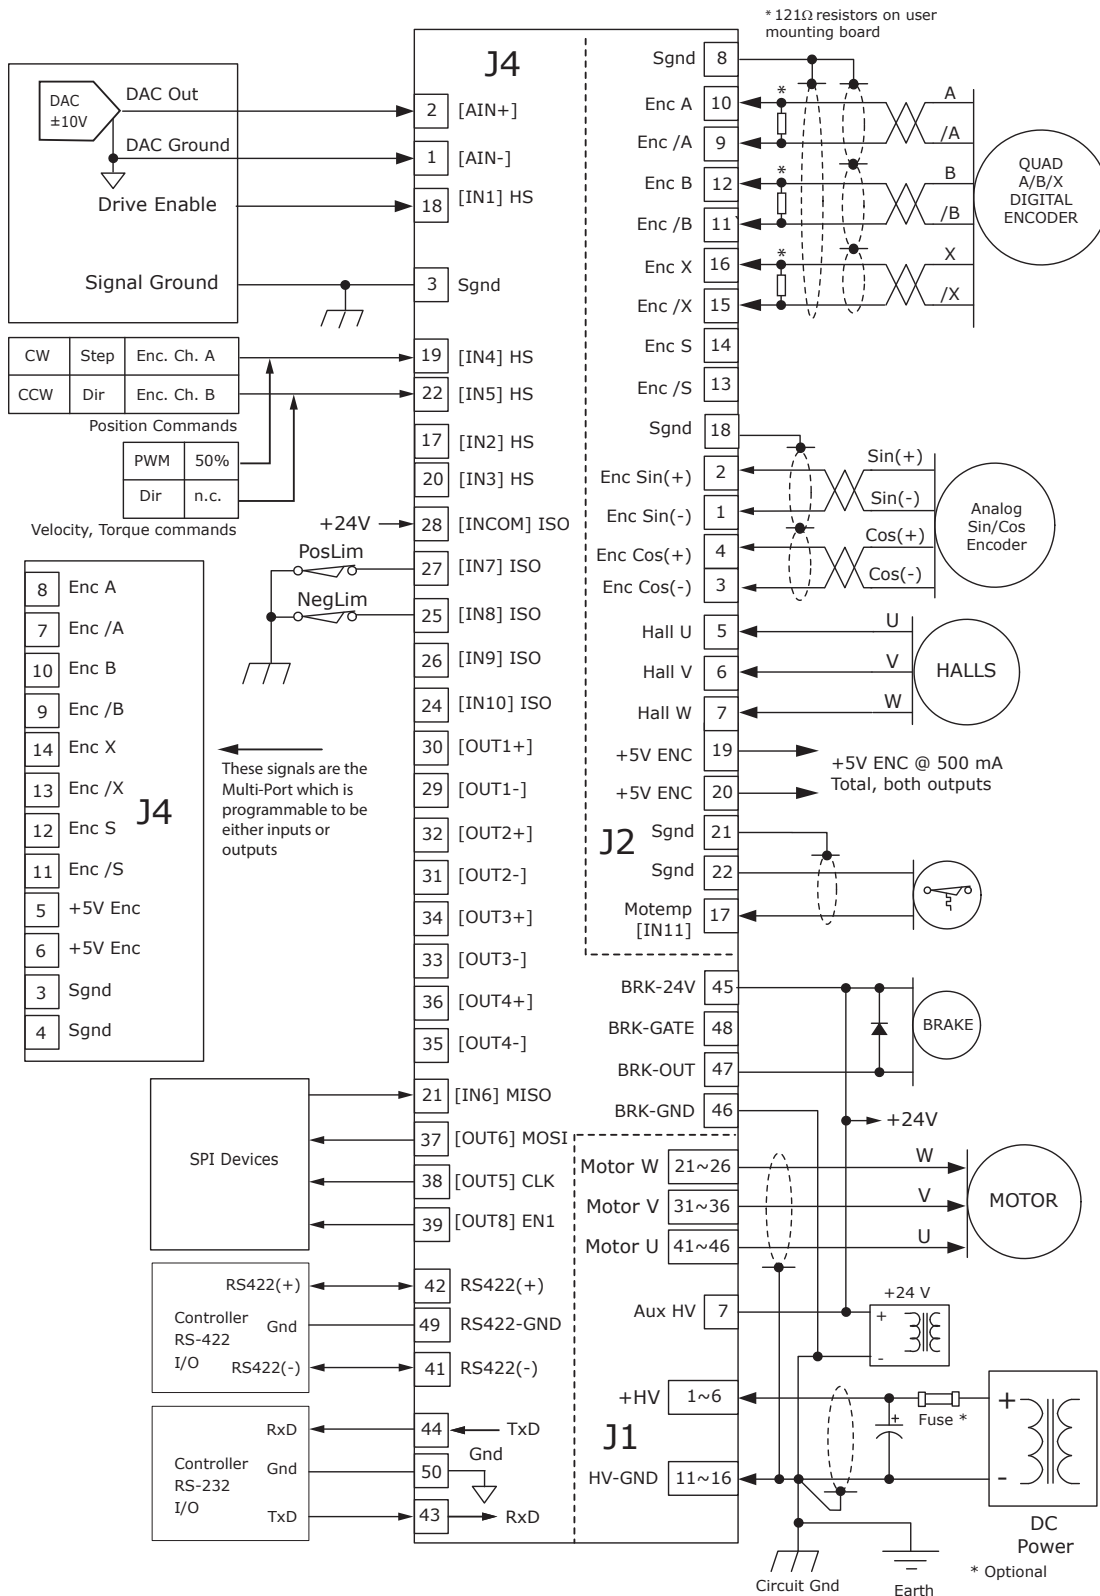 * 121Ω resistors on user
mounting board
J4
DAC
±10V
DAC Out
DAC Ground
Drive Enable
Signal Ground
2 [AIN+]
1 [AIN-]
18 [IN1] HS
3 Sgnd
CW Step Enc. Ch. A
CCW Dir Enc. Ch. B
Position Commands
PWM 50%
Dir n.c.
Velocity, Torque commands
19 [IN4] HS
22 [IN5] HS
17 [IN2] HS
20 [IN3] HS
+24V 28 [INCOM] ISO
PosLim 27 [IN7] ISO
NegLim 25 [IN8] ISO
26 [IN9] ISO
24 [IN10] ISO
30 [OUT1+]
29 [OUT1-]
32 [OUT2+]
31 [OUT2-]
34 [OUT3+]
33 [OUT3-]
36 [OUT4+]
35 [OUT4-]
8 Enc A
7 Enc /A
10 Enc B
9 Enc /B
14 Enc X
13 Enc /X
12 Enc S
11 Enc /S
5 +5V Enc
6 +5V Enc
3 Sgnd
4 Sgnd
J4
These signals are the
Multi-Port which is
programmable to be
either inputs or
outputs
SPI Devices
21 [IN6] MISO
37 [OUT6] MOSI
38 [OUT5] CLK
39 [OUT8] EN1
Controller
RS-422
I/O
RS422(+) 42 RS422(+)
Gnd 49 RS422-GND
RS422(-) 41 RS422(-)
Controller
RS-232
I/O
RxD 44 TxD
Gnd 50 Gnd
TxD 43 RxD
Sgnd 8
Enc A 10 * A
Enc /A 9 /A
Enc B 12 * B
Enc /B 11 /B
Enc X 16 * X
Enc /X 15 /X
QUAD
A/B/X
DIGITAL
ENCODER
Enc S 14
Enc /S 13
Sgnd 18
Enc Sin(+) 2 Sin(+)
Enc Sin(-) 1 Sin(-)
Enc Cos(+) 4 Cos(+)
Enc Cos(-) 3 Cos(-)
Analog
Sin/Cos
Encoder
Hall U 5 U
Hall V 6 V
Hall W 7 W
HALLS
+5V ENC 19
+5V ENC 20
+5V ENC @ 500 mA
Total, both outputs
J2
Sgnd 21
Sgnd 22
Motemp
[IN11]
17
BRK-24V 45
BRK-GATE 48
BRK-OUT 47
BRK-GND 46
BRAKE
+24V
Motor W 21~26 W
Motor V 31~36 V
Motor U 41~46 U
MOTOR
Aux HV 7
+24 V
+
-
+HV 1~6
+
Fuse *
J1
HV-GND 11~16
+
-
DC
Power
* Optional
Circuit Gnd
Earth